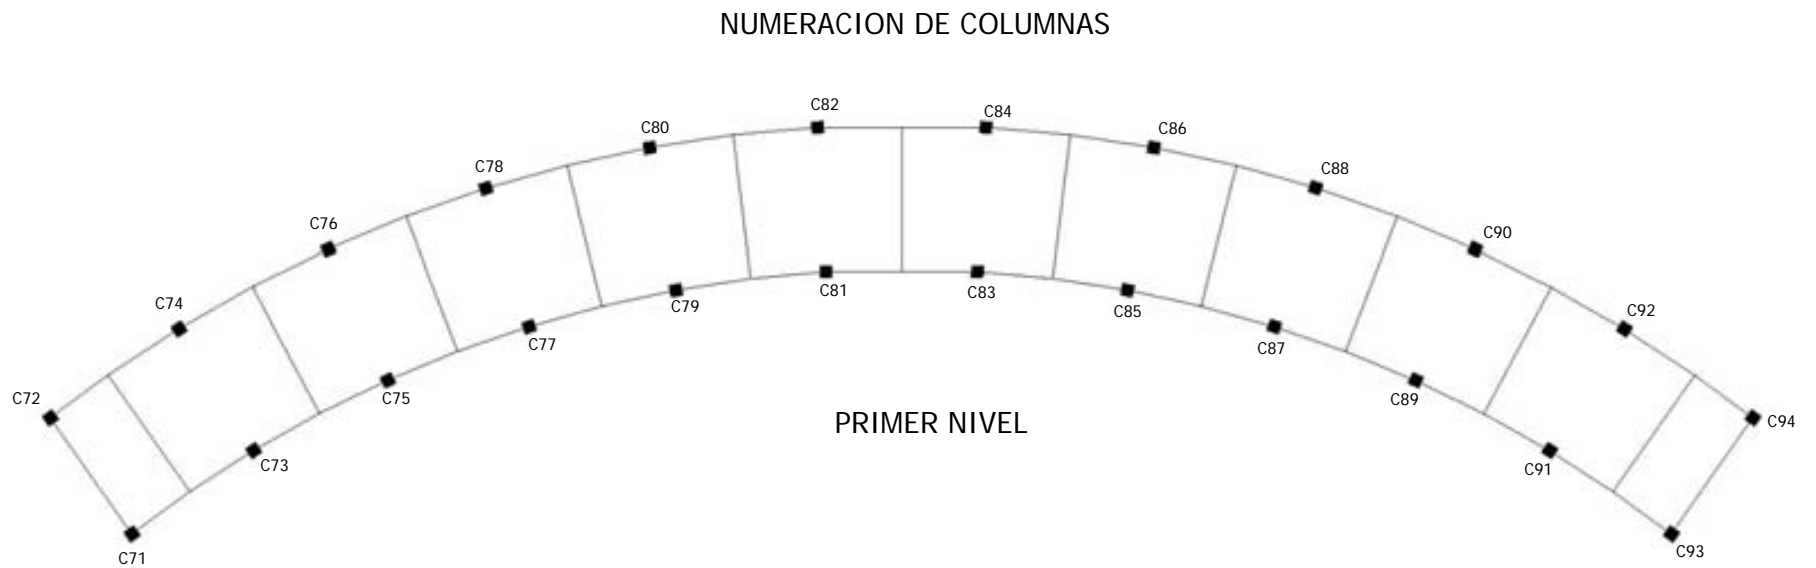 NUMERACION DE COLUMNAS
C82
C84
C80
C86
C78
C88
C76
C90
C74
C92
C81
C83
C79
C85
C77
C87
C75
C89
C72
C94
PRIMER NIVEL
C73
C91
C71
C93